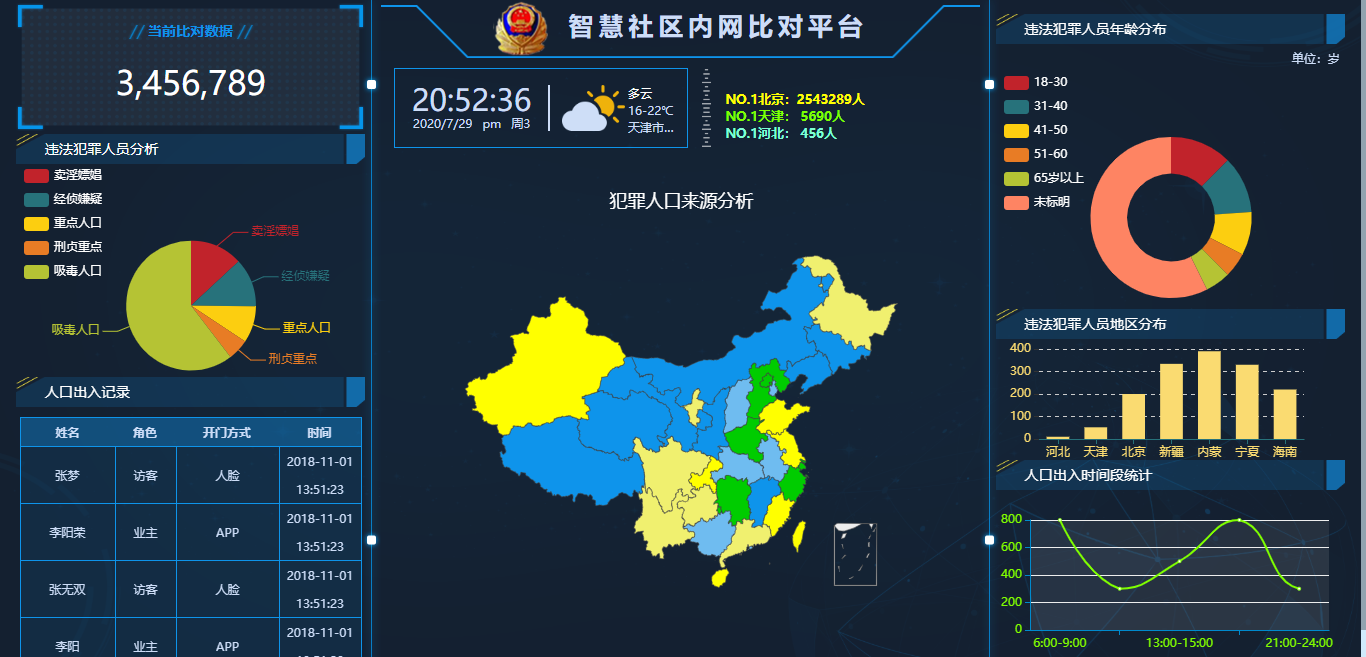 // 当前比对数据 //
3,456,789
违法犯罪人员分析
卖淫嫖娼
经侦嫌疑
重点人口
刑贞重点
吸毒人口
卖淫嫖娼
经侦嫌疑
重点人口
刑贞重点
吸毒人口
人口出入记录
姓名 角色 开门方式 时间
张梦 访客 人脸 2018-11-01
13:51:23
李阳荣 业主 APP 2018-11-01
13:51:23
张无双 访客 人脸 2018-11-01
13:51:23
李阳 业主 APP 2018-11-01
智慧社区内网比对平台
20:52:36
2020/7/29 pm 周3
多云
16-22℃
天津市...
NO.1北京：2543289人
NO.1天津： 5690人
NO.1河北： 456人
犯罪人口来源分析
违法犯罪人员年龄分布
单位：岁
18-30
31-40
41-50
51-60
65岁以上
未标明
违法犯罪人员地区分布
400
300
200
100
0
河北 天津 北京 新疆 内蒙 宁夏 海南
人口出入时间段统计
800
600
400
200
0
6:00-9:00 13:00-15:00 21:00-24:00